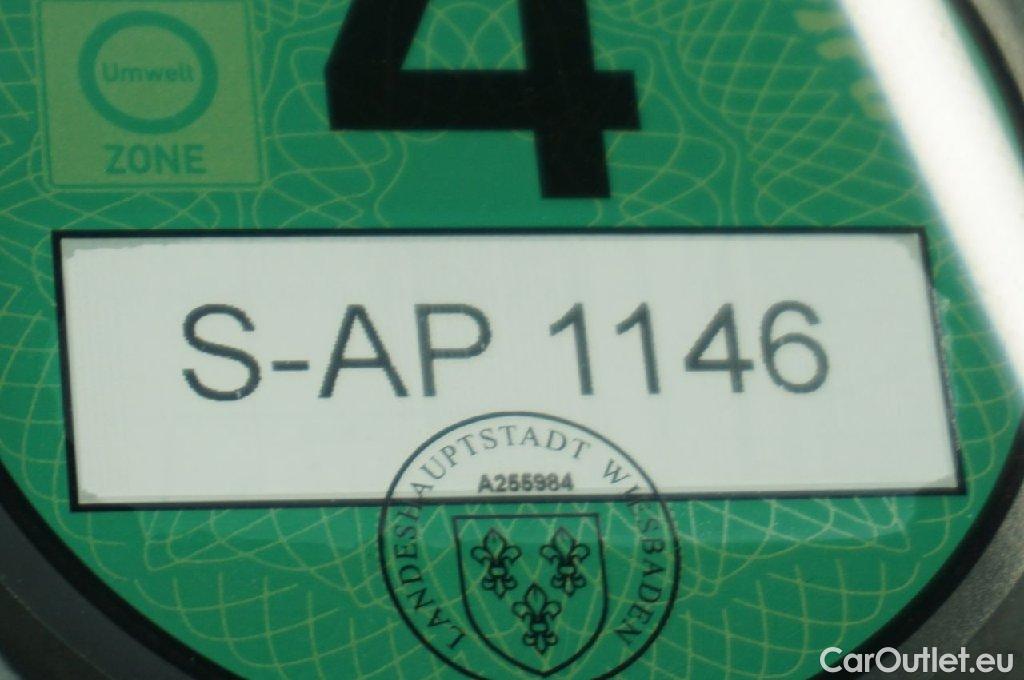 4
Umwelt
ZONE
S-AP 1146
LANDESHAUPTSTADT WIESBADEN
A255984
CarOutlet.eu